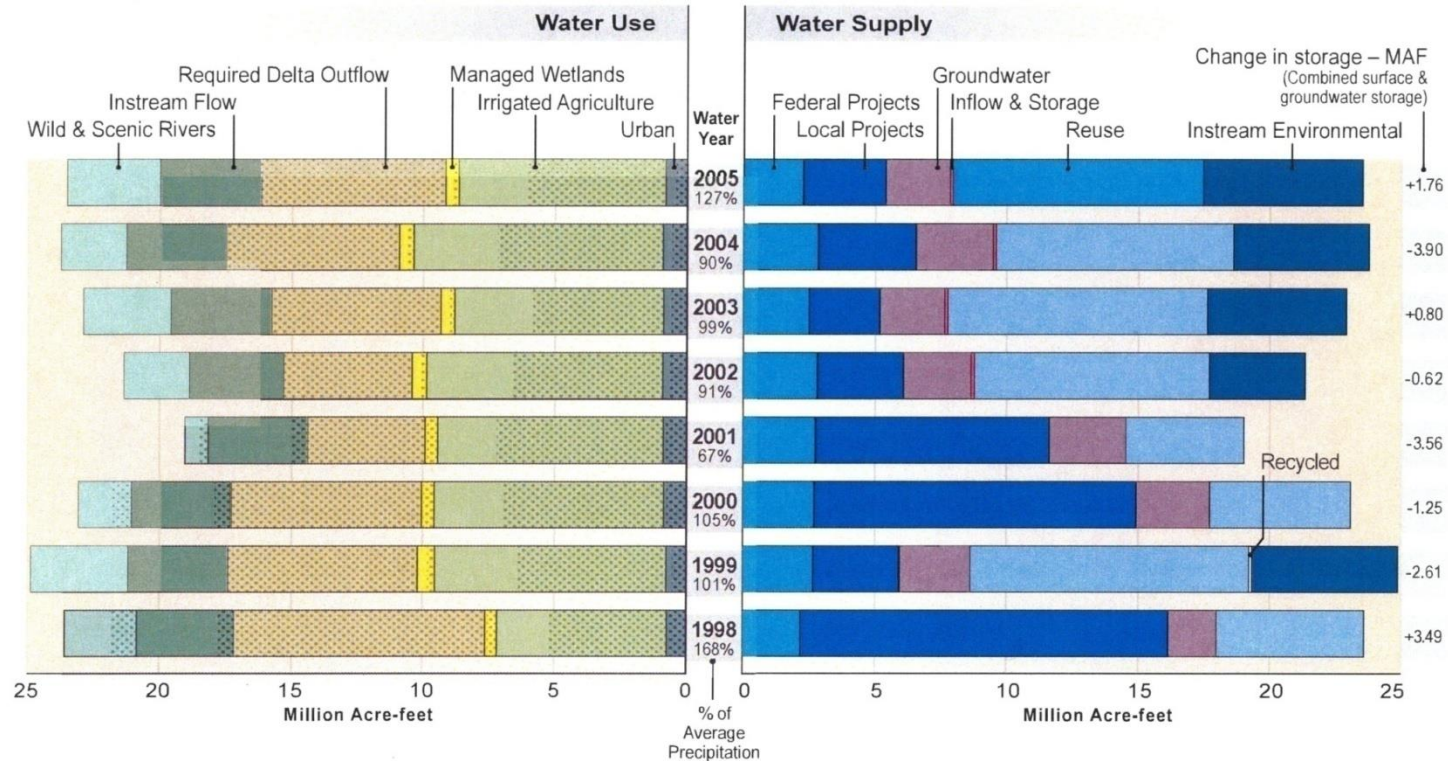 Water Use
Water Supply
Required Delta Outflow
Managed Wetlands
Instream Flow
Irrigated Agriculture
Wild & Scenic Rivers
Urban
Water
Year
Groundwater
Federal Projects
Inflow & Storage
Local Projects
Reuse
Instream Environmental
Change in storage – MAF
(Combined surface &
groundwater storage)
2005
127%
+1.76
2004
90%
-3.90
2003
99%
+0.80
2002
91%
-0.62
2001
67%
-3.56
Recycled
2000
105%
-1.25
1999
101%
-2.61
1998
168%
+3.49
25 20 15 10 5 0
0 5 10 15 20 25
Million Acre-feet
Million Acre-feet
% of
Average
Precipitation